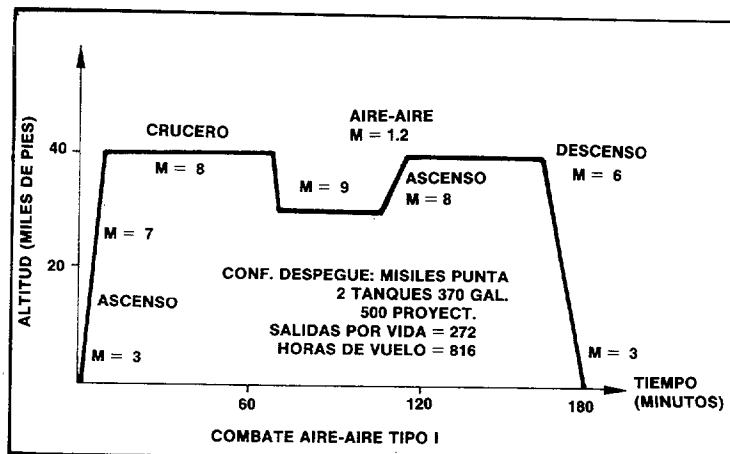 ALTITUD (MILES DE PIES)
40
20
CRUCERO
M = 8
AIRE-AIRE
M = 1.2
DESCENSO
M = 6
M = 9
ASCENSO
M = 8
M = 7
ASCENSO
M = 3
CONF. DESPEGUE: MISILES PUNTA
2 TANQUES 370 GAL.
500 PROYECT.
SALIDAS POR VIDA = 272
HORAS DE VUELO = 816
M = 3
60
120
180
TIEMPO
(MINUTOS)
COMBATE AIRE-AIRE TIPO I